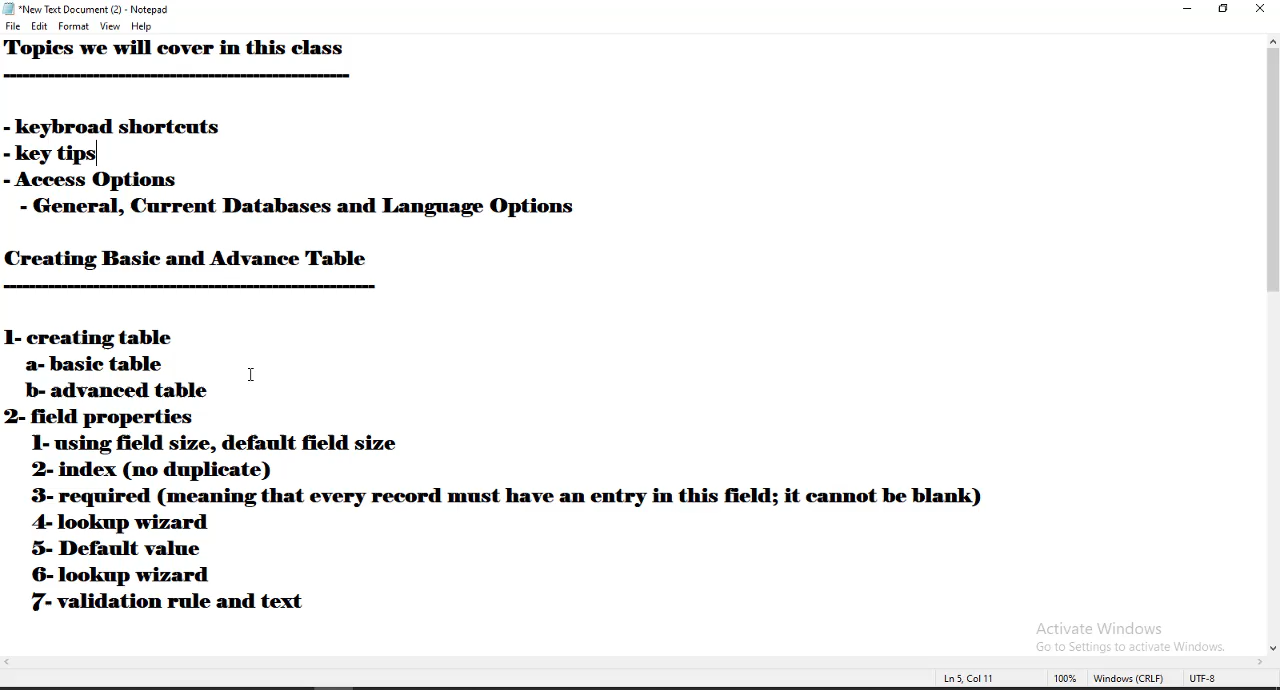 *New Text Document (2) - Notepad
File Edit Format View Help
Topics we will cover in this class
------------------------------------------------------
- keybroad shortcuts
- key tips
- Access Options
- General, Current Databases and Language Options
Creating Basic and Advance Table
----------------------------------------------------------
1- creating table
a- basic table
b- advanced table
2- field properties
1- using field size, default field size
2- index (no duplicate)
3- required (meaning that every record must have an entry in this field; it cannot be blank)
4- lookup wizard
5- Default value
6- lookup wizard
7- validation rule and text
Activate Windows
Go to Settings to activate Windows.
Ln 5, Col 11 100% Windows (CRLF) UTF-8